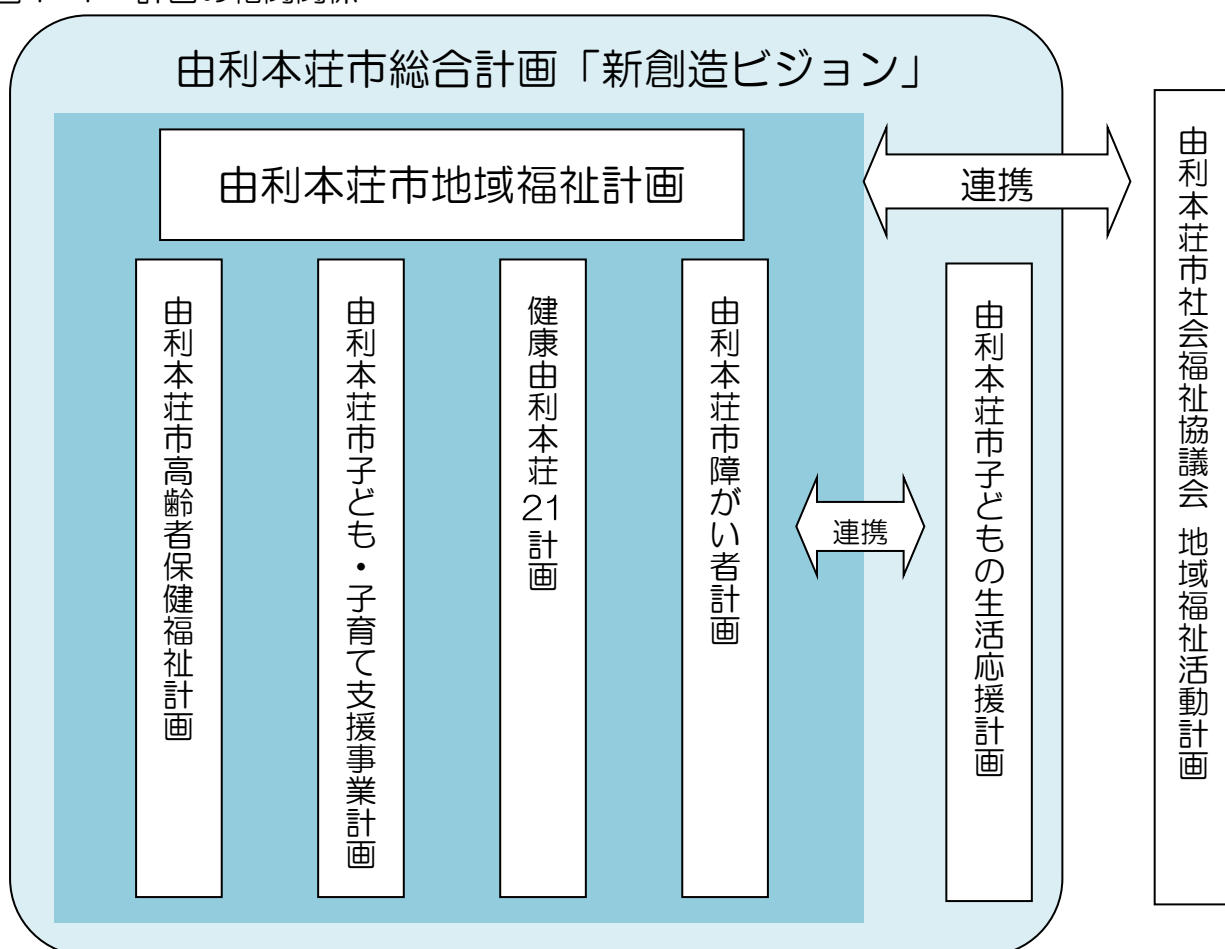 由利本荘市総合計画「新創造ビジョン」
由利本荘市地域福祉計画
連携
由利本荘市高齢者保健福祉計画
由利本荘市子ども・子育て支援事業計画
健康由利本荘21計画
由利本荘市障がい者計画
連携
由利本荘市子どもの生活応援計画
由利本荘市社会福祉協議会 地域福祉活動計画